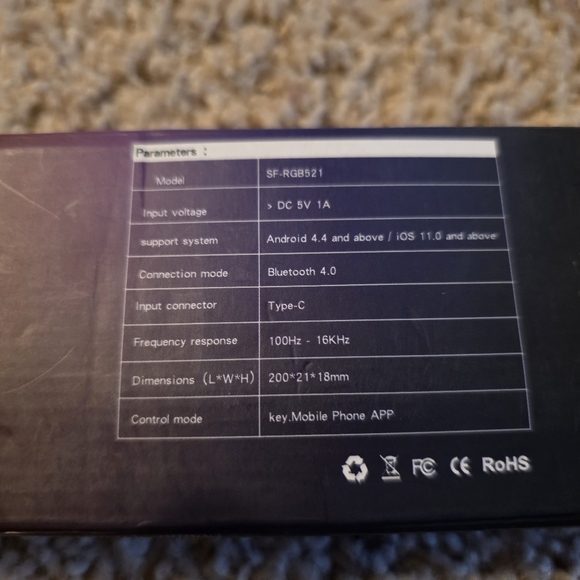 Parameters :
Model SF-RGB521
Input voltage > DC 5V 1A
support system Android 4.4 and above / iOS 11.0 and above
Connection mode Bluetooth 4.0
Input connector Type-C
Frequency response 100Hz - 16KHz
Dimensions (L*W*H) 200*21*18mm
Control mode key.Mobile Phone APP
FC CE RoHS